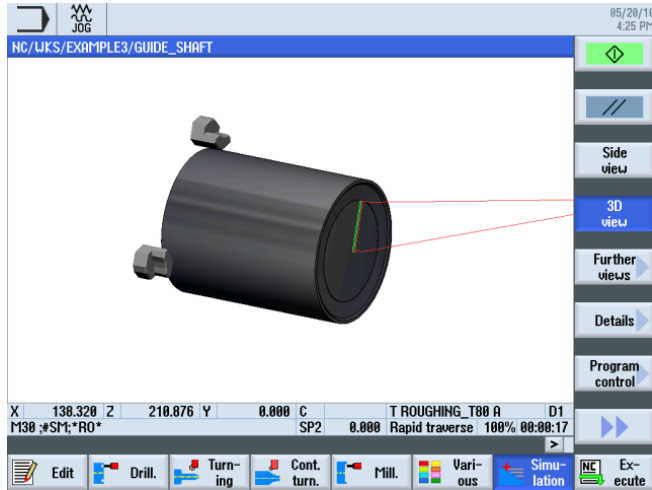 JOG
05/20/16
4:25 PM
NC/WKS/EXAMPLE3/GUIDE_SHAFT
Side view
3D view
Further views
Details
Program control
X 138.320 Z 210.876 Y 0.000 C T ROUGHING_T80 A D1
M30 ;#SM;*RO* SP2 0.000 Rapid traverse 100% 00:00:17
>
Edit
Drill.
Turn-
ing
Cont.
turn.
Mill.
Vari-
ous
Simu-
lation
NC
Ex-
ecute